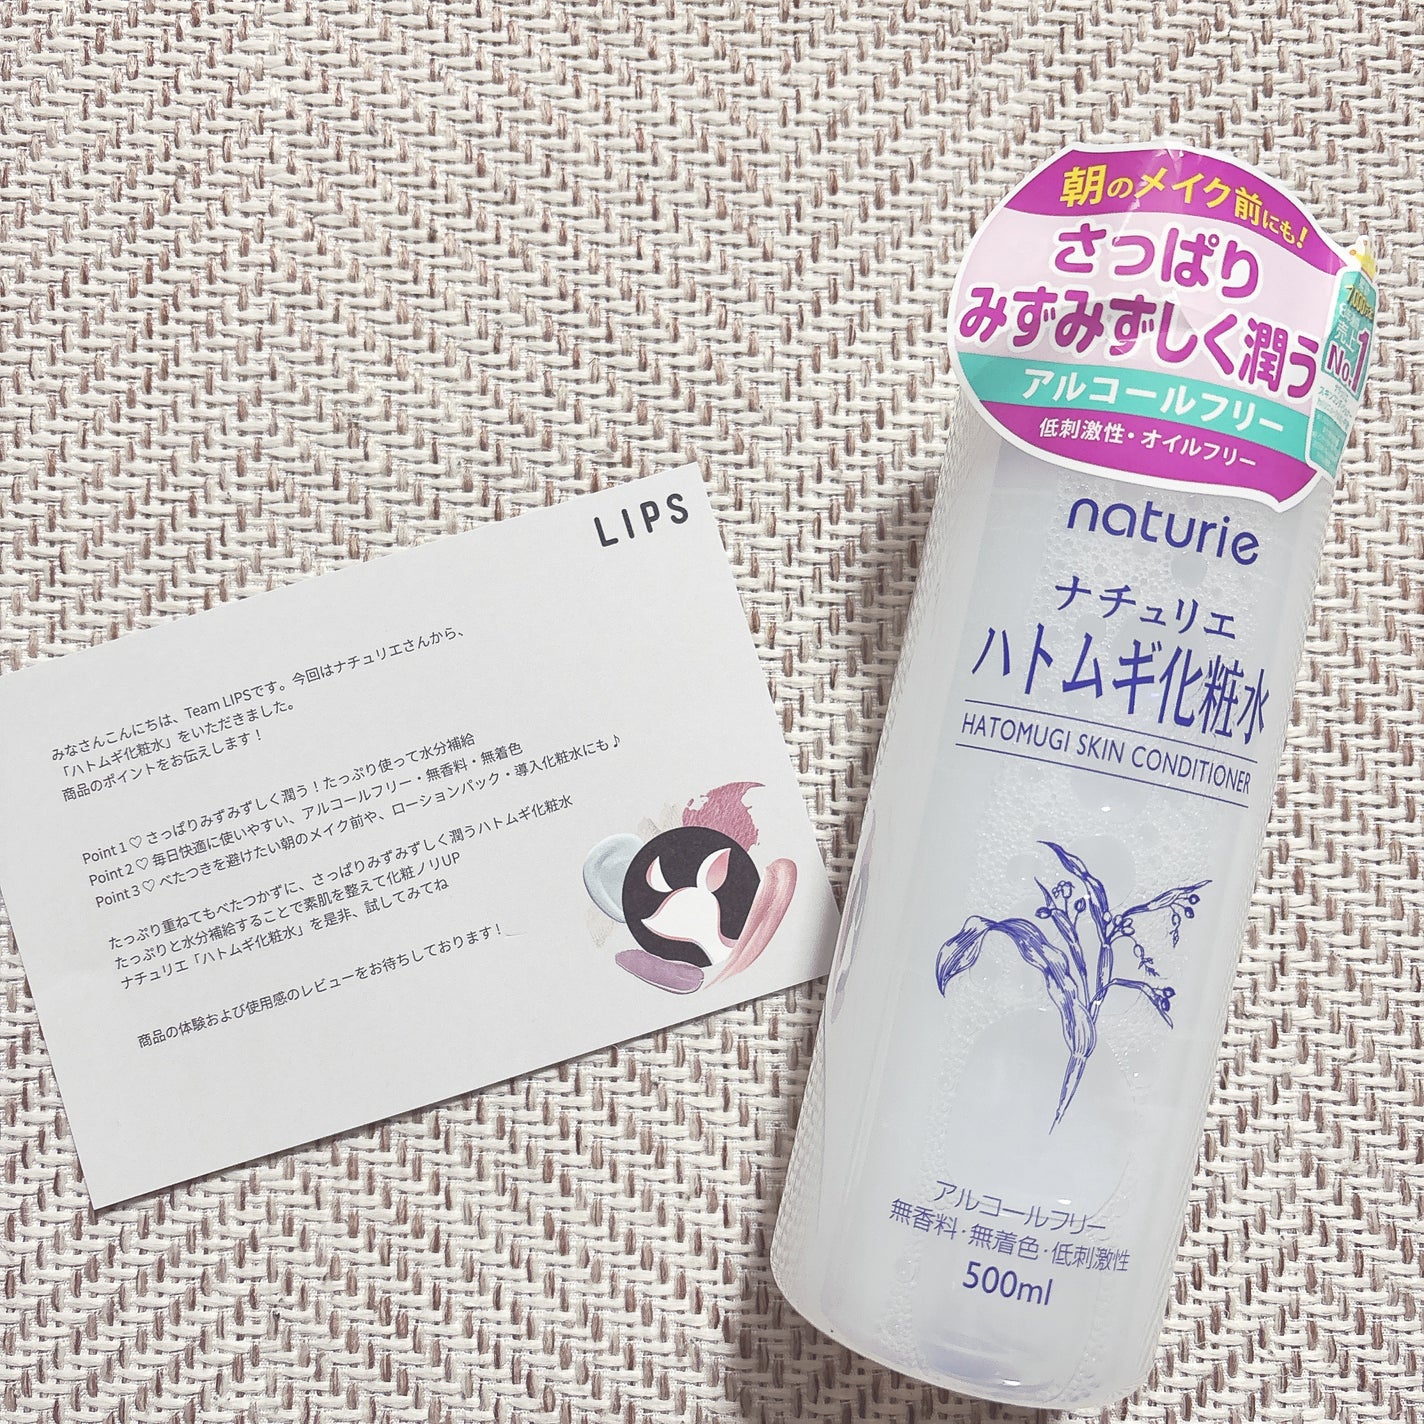 LIPS
みなさんこんにちは、Team LIPSです。今回はナチュリエさんから、
「ハトムギ化粧水」をいただきました。
商品のポイントをお伝えします！
Point 1♡ さっぱりみずみずしく潤う！たっぷり使って水分補給
Point 2♡ 毎日快適に使いやすい、アルコールフリー・無香料・無着色
Point 3♡ べたつきを避けたい朝のメイク前や、ローションパック・導入化粧水にも♪
たっぷり重ねてもべたつかずに、さっぱりみずみずしく潤うハトムギ化粧水
たっぷりと水分補給することで素肌を整えて化粧ノリUP
ナチュリエ「ハトムギ化粧水」を是非、試してみてね
商品の体験および使用感のレビューをお待ちしております！
朝のメイク前にも!
さっぱり
みずみずしく潤う
アルコールフリー
低刺激性・オイルフリー
売上
No.1
naturie
ナチュリエ
ハトムギ化粧水
HATOMUGI SKIN CONDITIONER
アルコールフリー
無香料・無着色・低刺激性
500ml